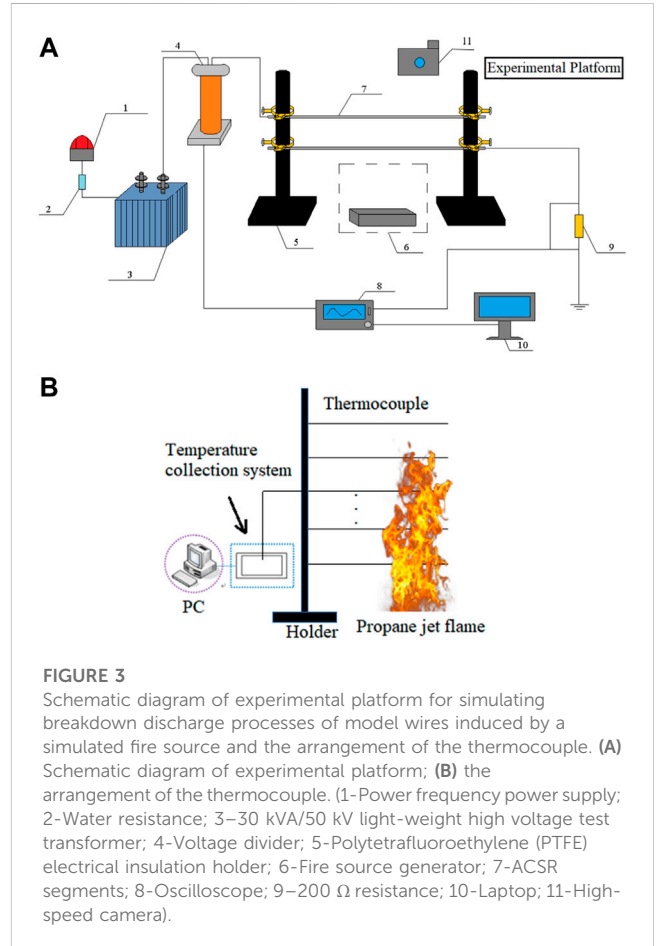 A
4
11
Experimental Platform
7
1
2
3
5
6
8
9
10
B
Thermocouple
Temperature
collection system
PC
Holder
Propane jet flame
FIGURE 3
Schematic diagram of experimental platform for simulating
breakdown discharge processes of model wires induced by a
simulated fire source and the arrangement of the thermocouple. (A)
Schematic diagram of experimental platform; (B) the
arrangement of the thermocouple. (1-Power frequency power supply;
2-Water resistance; 3–30 kVA/50 kV light-weight high voltage test
transformer; 4-Voltage divider; 5-Polytetrafluoroethylene (PTFE)
electrical insulation holder; 6-Fire source generator; 7-ACSR
segments; 8-Oscilloscope; 9–200 Ω resistance; 10-Laptop; 11-High-
speed camera).